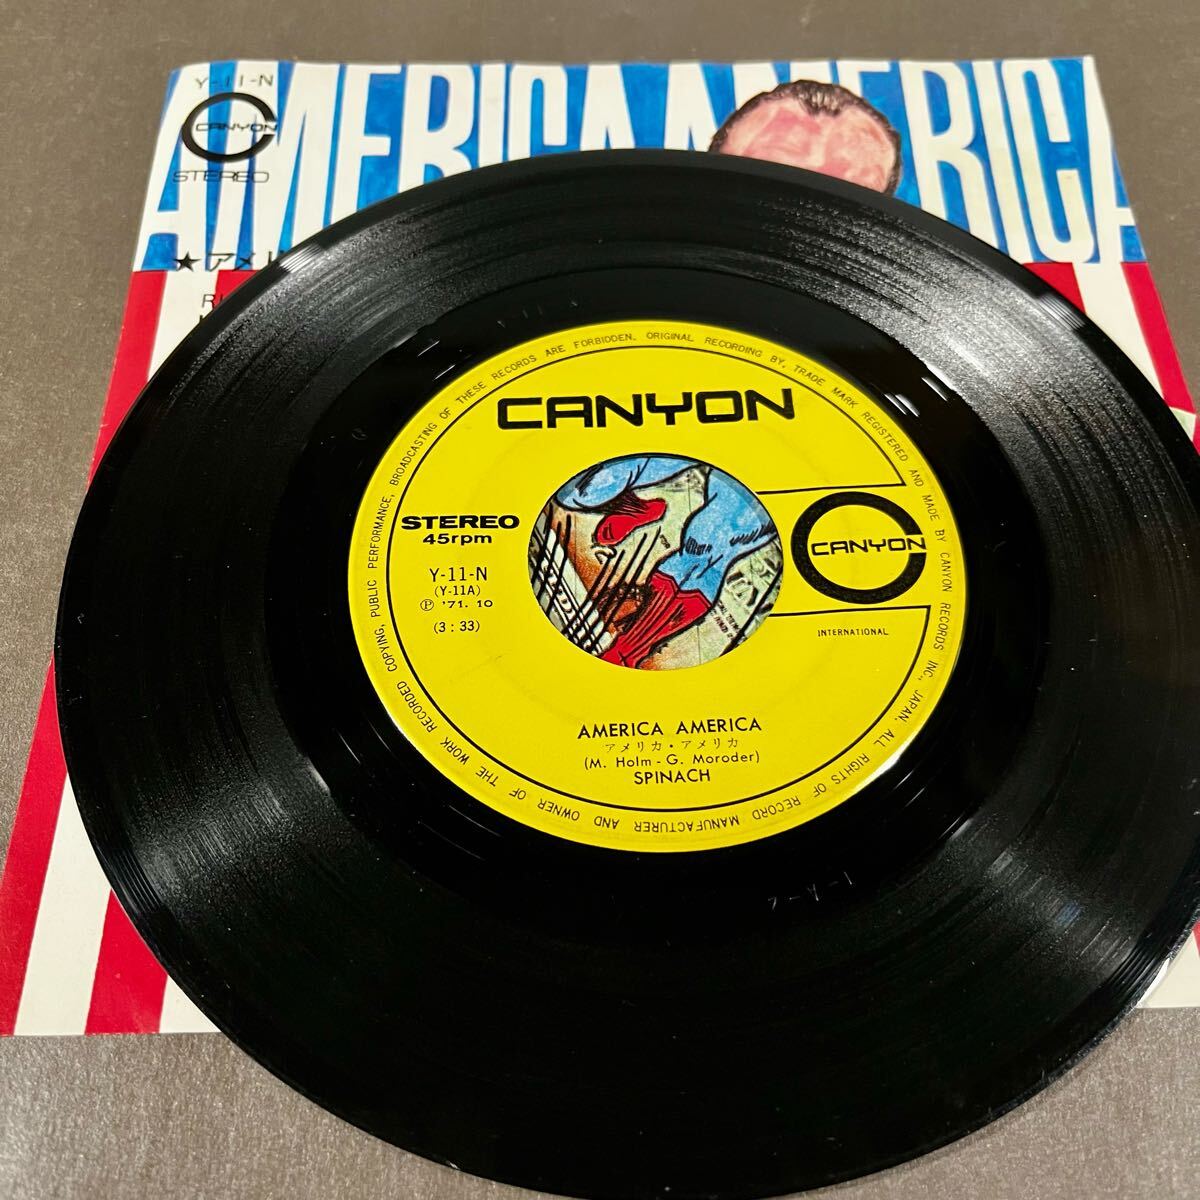 AMERICA AMERICA
Y-11-N
CANYON
STEREO
★アメリ
CANYON
STEREO
45rpm
Y-11-N
(Y-11A)
Ⓟ '71. 10
(3 : 33)
CANYON
INTERNATIONAL
AMERICA AMERICA
アメリカ・アメリカ
(M. Holm - G. Moroder)
SPINACH
ORIGINAL RECORDING BY, TRADE MARK REGISTERED AND MADE BY CANYON RECORDS INC., JAPAN. ALL RIGHTS OF RECORD MANUFACTURER AND OWNER OF THE WORK RECORDED COPYING, PUBLIC PERFORMANCE, BROADCASTING OF THESE RECORDS ARE FORBIDDEN.